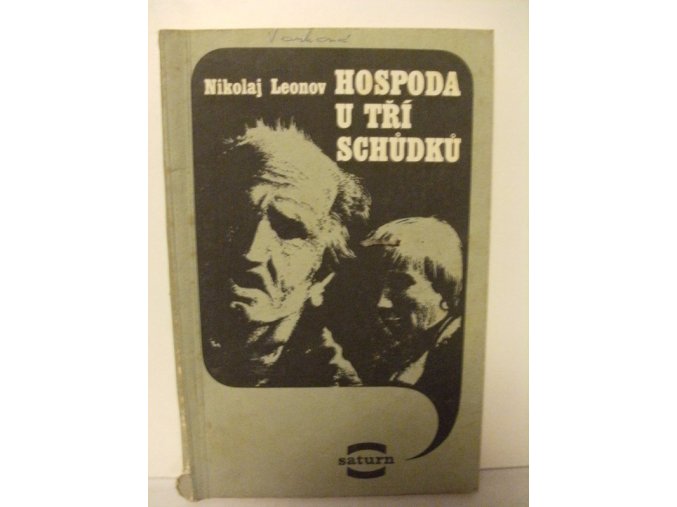 Nikolaj Leonov HOSPODA
U TŘÍ
SCHŮDKŮ
saturn